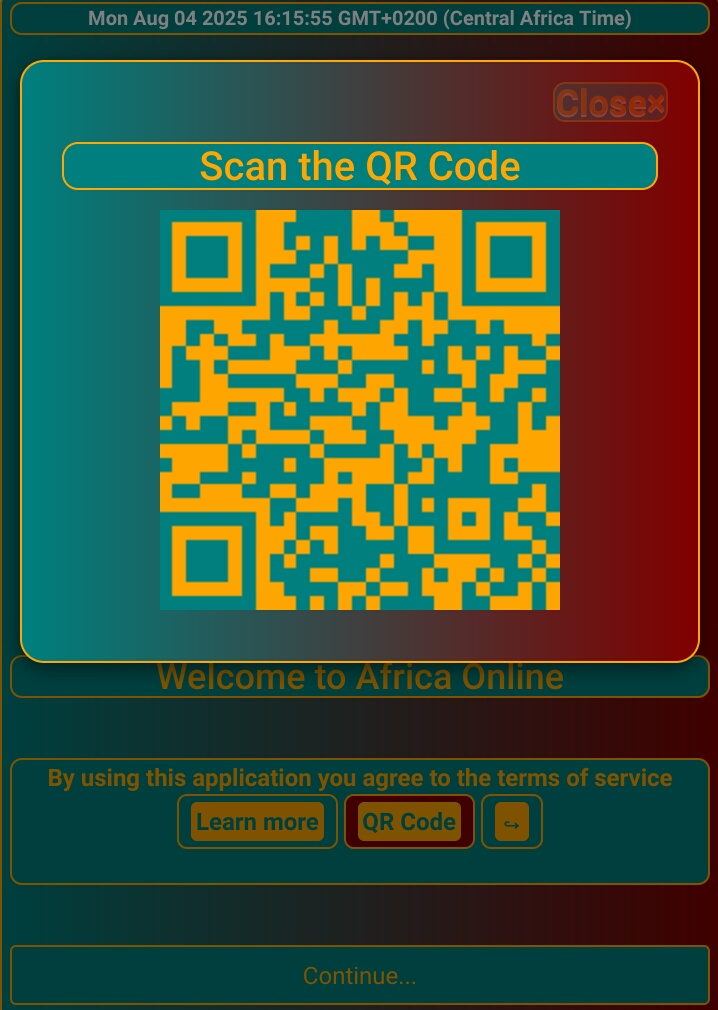 Mon Aug 04 2025 16:15:55 GMT+0200 (Central Africa Time)
Close×
Scan the QR Code
Welcome to Africa Online
By using this application you agree to the terms of service
Learn more QR Code ↪
Continue...